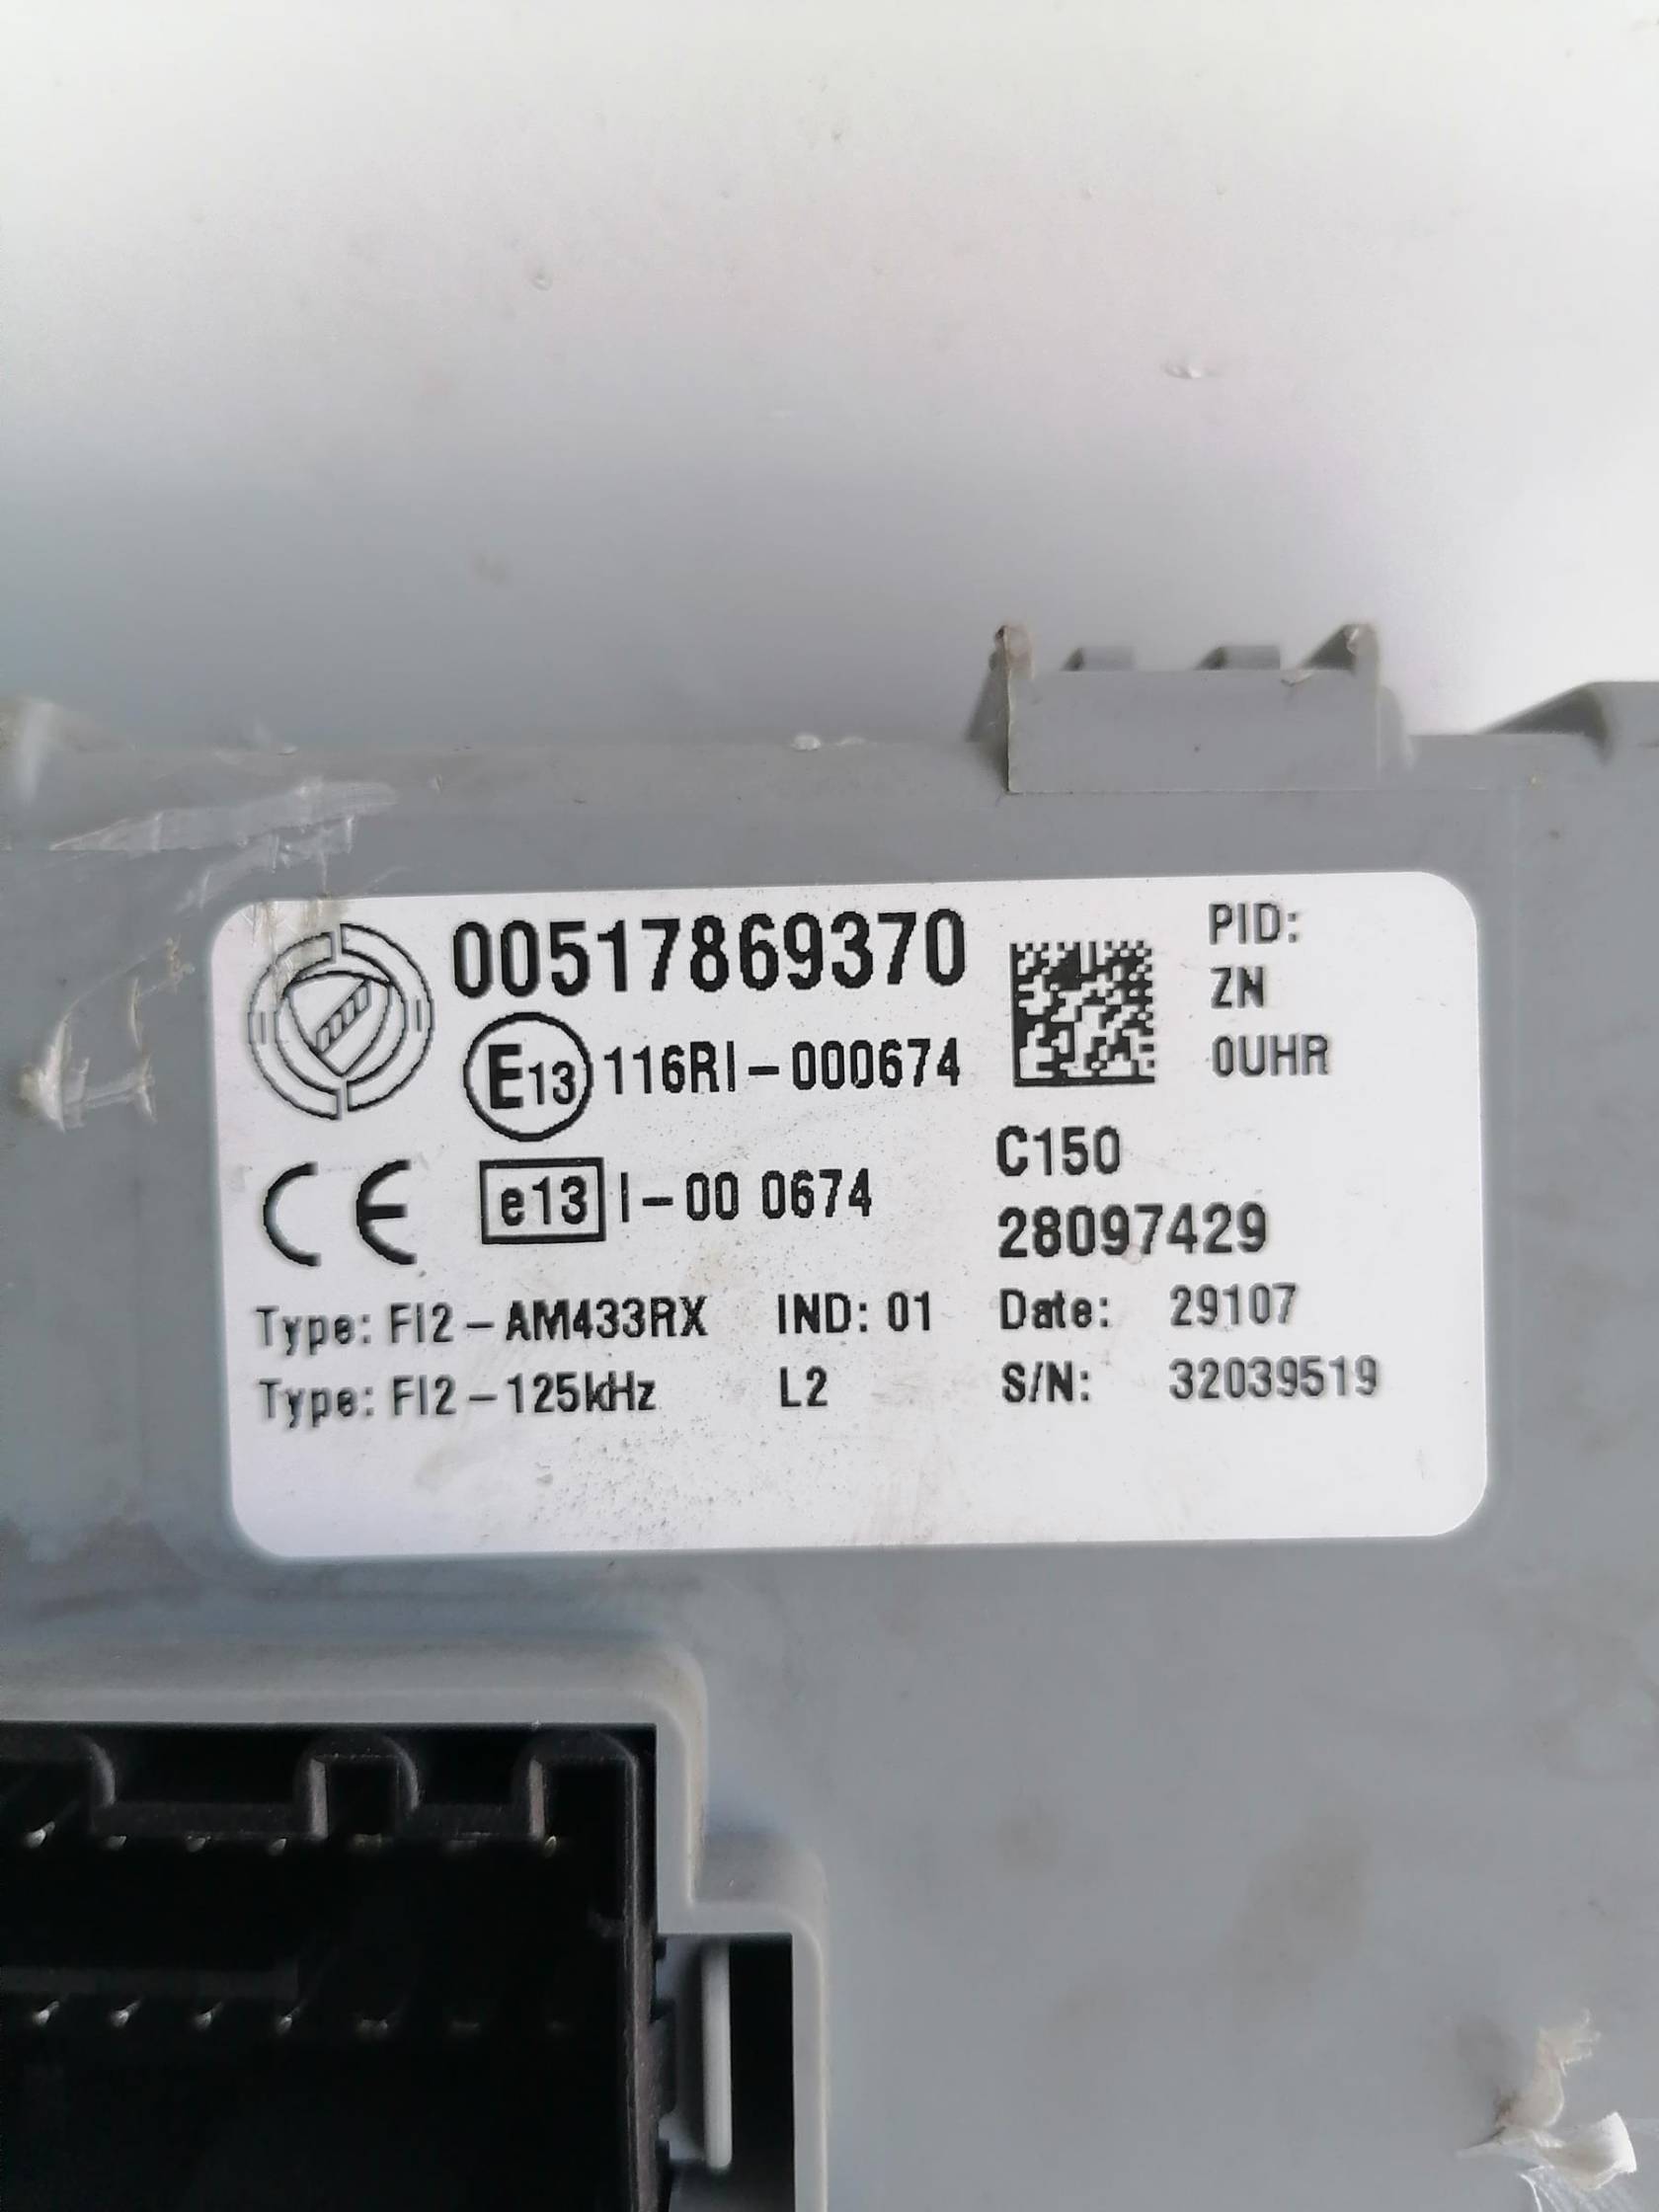 00517869370
E13 116RI-000674
e13 I-00 0674
CE
Type: FI2-AM433RX IND: 01
Type: FI2-125kHz L2
PID:
ZN
0UHR
C150
28097429
Date: 29107
S/N: 32039519